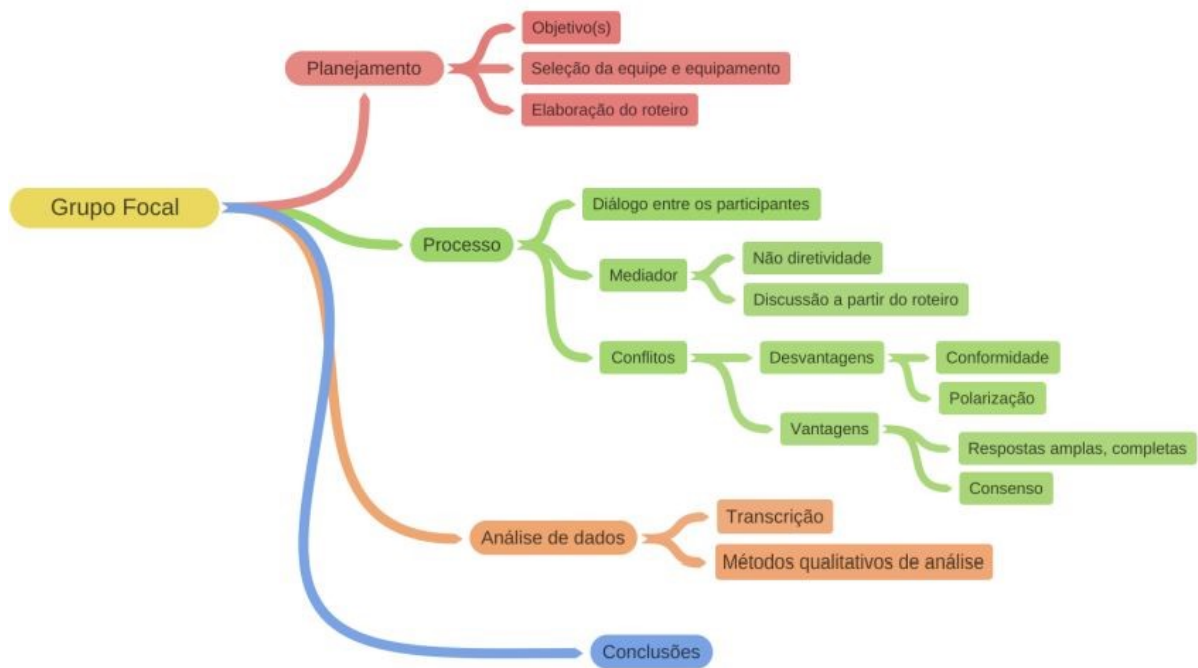 Grupo Focal
Planejamento
Objetivo(s)
Seleção da equipe e equipamento
Elaboração do roteiro
Processo
Diálogo entre os participantes
Mediador
Não diretividade
Discussão a partir do roteiro
Conflitos
Desvantagens
Conformidade
Polarização
Vantagens
Respostas amplas, completas
Consenso
Análise de dados
Transcrição
Métodos qualitativos de análise
Conclusões